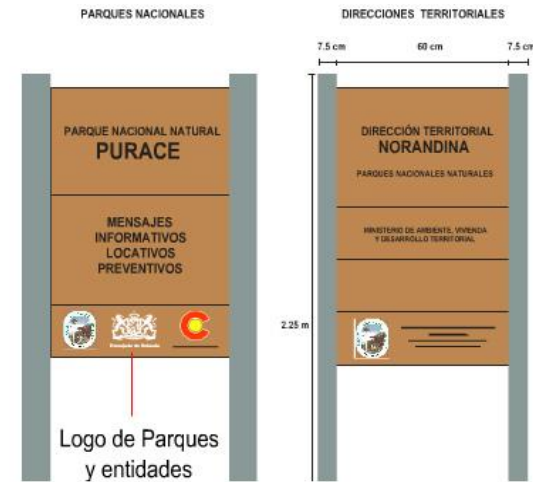 PARQUES NACIONALES
PARQUE NACIONAL NATURAL
PURACE
MENSAJES
INFORMATIVOS
LOCATIVOS
PREVENTIVOS
Logo de Parques
y entidades
DIRECCIONES TERRITORIALES
7.5 cm
60 cm
7.5 cm
DIRECCIÓN TERRITORIAL
NORANDINA
PARQUES NACIONALES NATURALES
MINISTERIO DE AMBIENTE, VIVIENDA
Y DESARROLLO TERRITORIAL
2.25 m